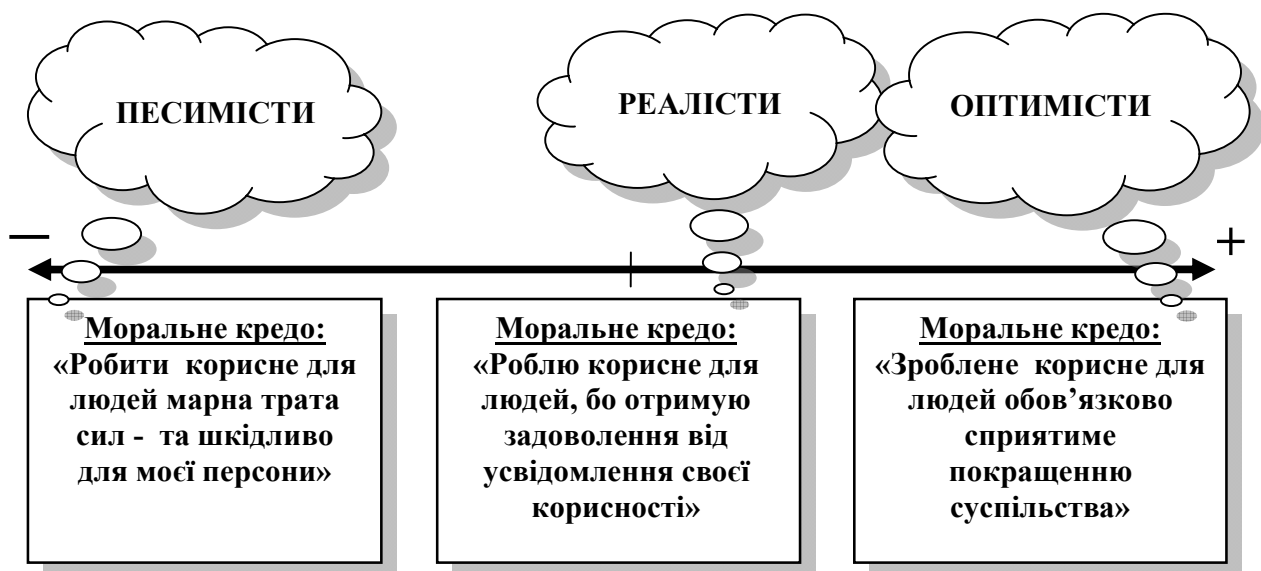 ПЕСИМІСТИ
РЕАЛІСТИ
ОПТИМІСТИ
— +
Моральне кредо:
«Робити корисне для
людей марна трата
сил - та шкідливо
для моєї персони»
Моральне кредо:
«Роблю корисне для
людей, бо отримую
задоволення від
усвідомлення своєї
корисності»
Моральне кредо:
«Зроблене корисне для
людей обов’язково
сприятиме
покращенню
суспільства»